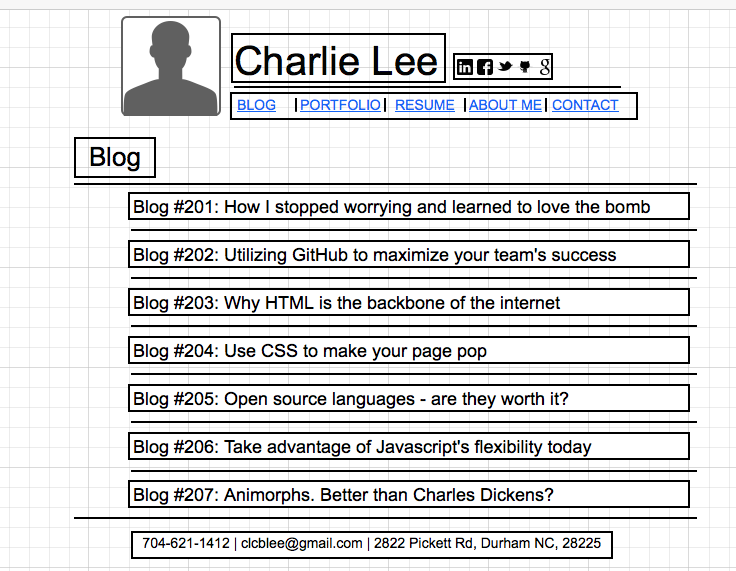 Charlie Lee
BLOG | PORTFOLIO | RESUME | ABOUT ME | CONTACT
Blog
Blog #201: How I stopped worrying and learned to love the bomb
Blog #202: Utilizing GitHub to maximize your team's success
Blog #203: Why HTML is the backbone of the internet
Blog #204: Use CSS to make your page pop
Blog #205: Open source languages - are they worth it?
Blog #206: Take advantage of Javascript's flexibility today
Blog #207: Animorphs. Better than Charles Dickens?
704-621-1412 | clcblee@gmail.com | 2822 Pickett Rd, Durham NC, 28225